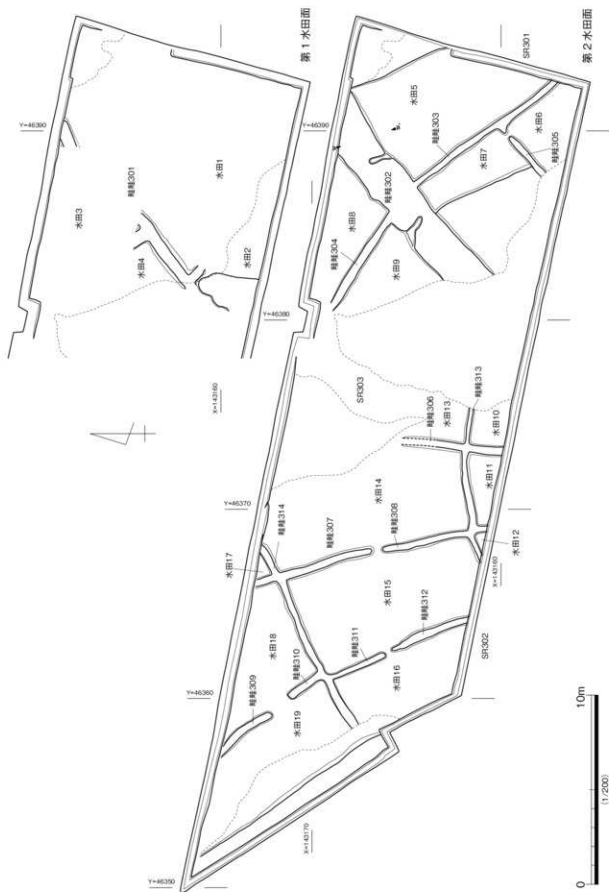 第1水田面
Y=46390
水田3
畦畔301
水田1
水田4
水田2
Y=46380
X=143160
第2水田面
SR301
Y=46390
水田5
畦畔303
水田6
水田7
畦畔305
畦畔302
水田8
畦畔304
水田9
SR303
畦畔306
水田13
畦畔313
水田10
水田11
水田14
畦畔308
水田12
X=143160
Y=46370
畦畔314
畦畔307
水田17
水田15
畦畔312
水田18
畦畔311
畦畔310
水田16
SR302
Y=46360
畦畔309
水田19
X=143170
Y=46350
0
10m
(1/200)